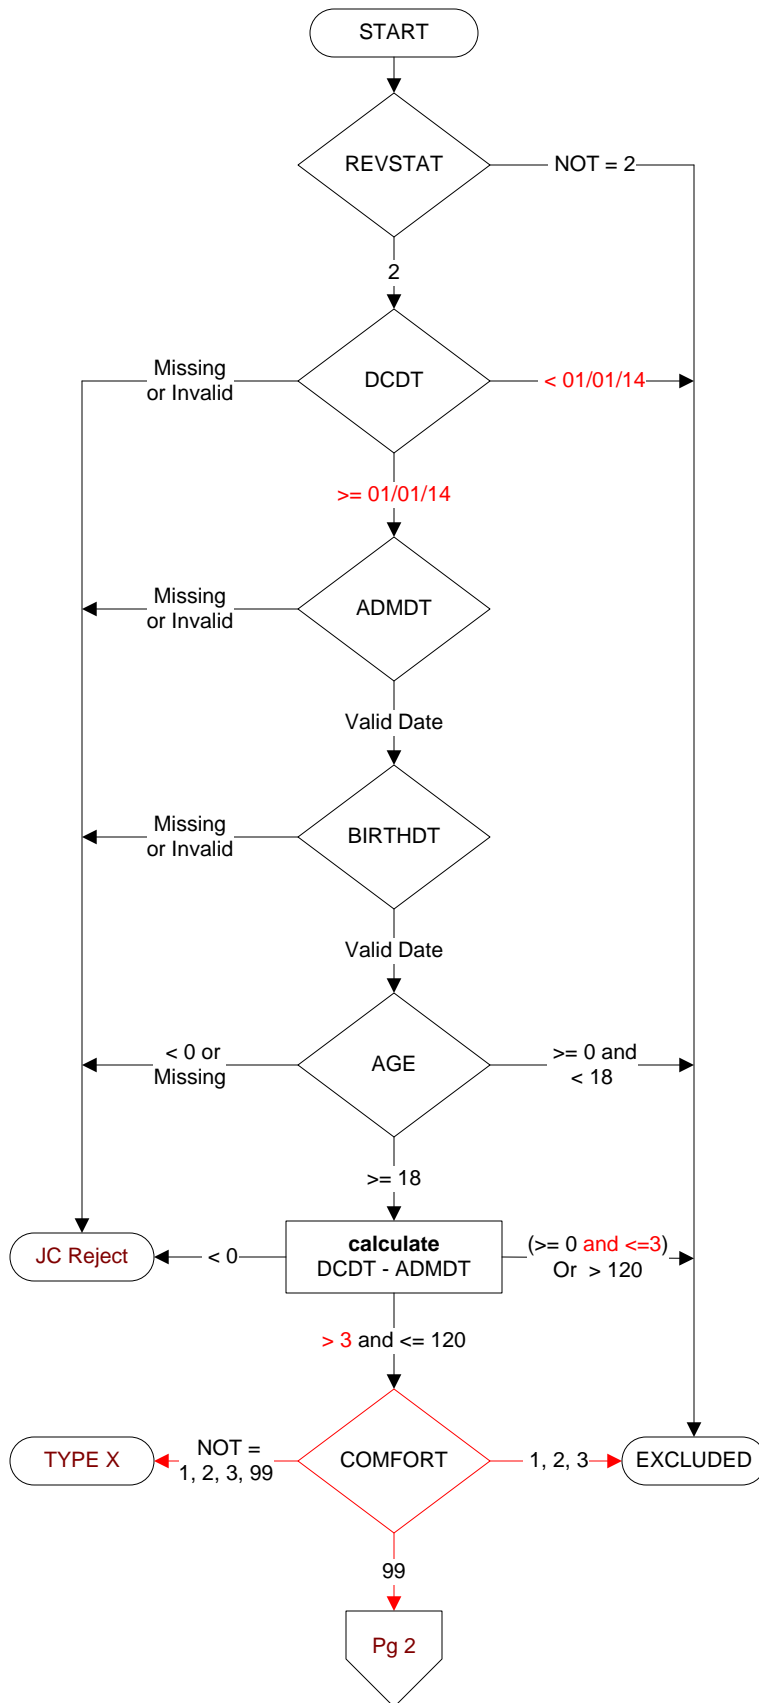 START
REVSTAT
NOT = 2
2
Missing
or Invalid
DCDT
< 01/01/14
>= 01/01/14
Missing
or Invalid
ADMDT
Valid Date
Missing
or Invalid
BIRTHDT
Valid Date
< 0 or
Missing
AGE
>= 0 and
< 18
>= 18
JC Reject
< 0
calculate
DCDT - ADMDT
(>= 0 and <=3)
Or > 120
> 3 and <= 120
TYPE X
NOT =
1, 2, 3, 99
COMFORT
1, 2, 3
EXCLUDED
99
Pg 2